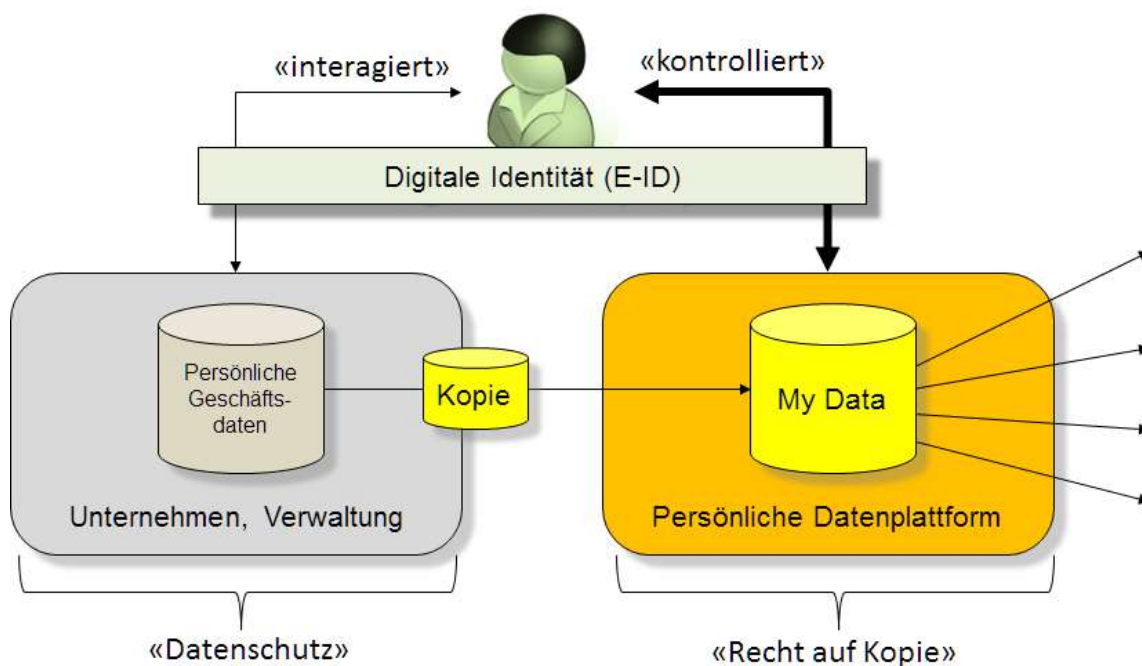 «interagiert»
«kontrolliert»
Digitale Identität (E-ID)
Persönliche
Geschäfts-
daten
Kopie
My Data
Unternehmen, Verwaltung
Persönliche Datenplattform
«Datenschutz»
«Recht auf Kopie»